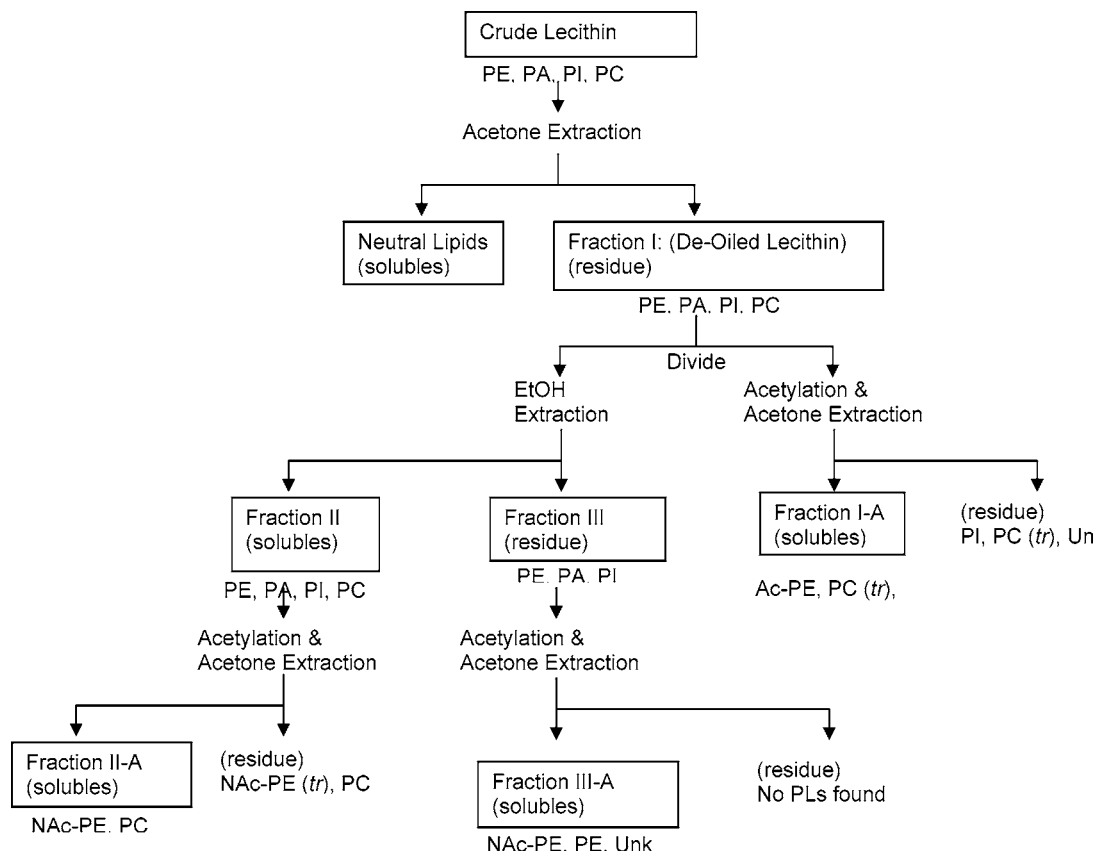 Crude Lecithin
PE, PA, PI, PC
Acetone Extraction
Neutral Lipids
(solubles)
Fraction I: (De-Oiled Lecithin)
(residue)
PE, PA, PI, PC
Divide
EtOH
Extraction
Acetylation &
Acetone Extraction
Fraction II
(solubles)
PE, PA, PI, PC
Fraction III
(residue)
PE, PA, PI
Fraction I-A
(solubles)
Ac-PE, PC (tr),
(residue)
PI, PC (tr), Un
Acetylation &
Acetone Extraction
Acetylation &
Acetone Extraction
Fraction II-A
(solubles)
NAc-PE, PC
(residue)
NAc-PE (tr), PC
Fraction III-A
(solubles)
NAc-PE, PE, Unk
(residue)
No PLs found